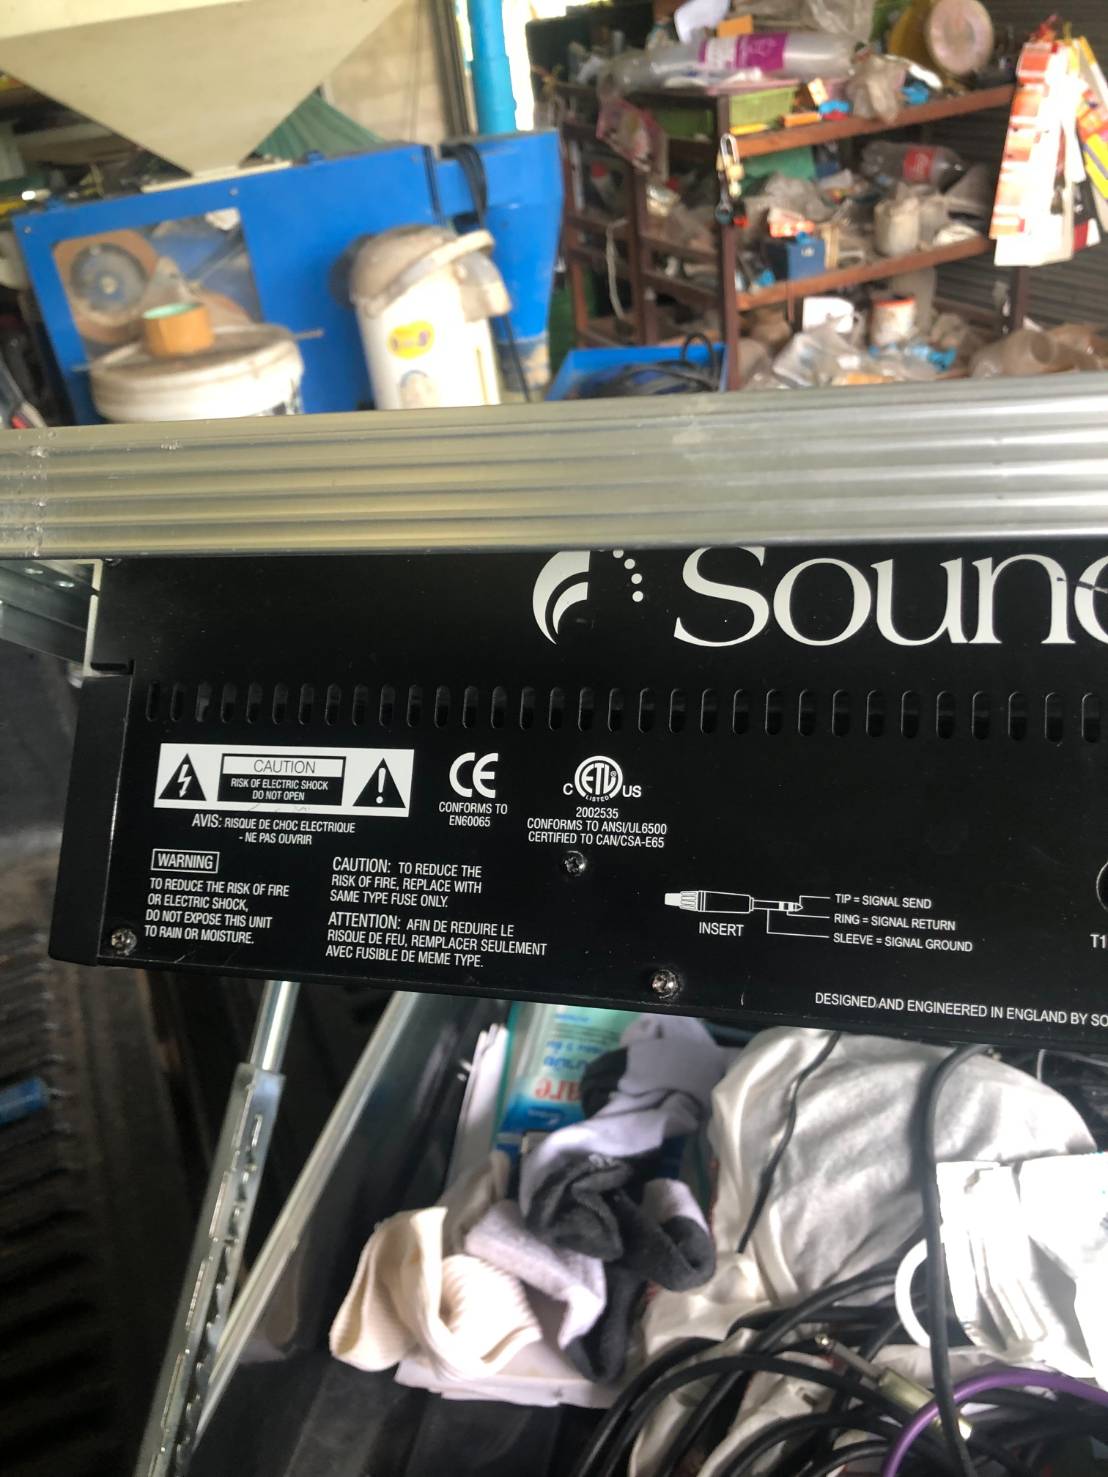 Soun
CAUTION
RISK OF ELECTRIC SHOCK
DO NOT OPEN
AVIS: RISQUE DE CHOC ELECTRIQUE
- NE PAS OUVRIR
CE
CONFORMS TO
EN60065
C ETL US
LISTED
2002535
CONFORMS TO ANSI/UL6500
CERTIFIED TO CAN/CSA-E65
WARNING
TO REDUCE THE RISK OF FIRE
OR ELECTRIC SHOCK,
DO NOT EXPOSE THIS UNIT
TO RAIN OR MOISTURE.
CAUTION: TO REDUCE THE
RISK OF FIRE, REPLACE WITH
SAME TYPE FUSE ONLY.
ATTENTION: AFIN DE REDUIRE LE
RISQUE DE FEU, REMPLACER SEULEMENT
AVEC FUSIBLE DE MEME TYPE.
INSERT
TIP = SIGNAL SEND
RING = SIGNAL RETURN
SLEEVE = SIGNAL GROUND
T1
DESIGNED AND ENGINEERED IN ENGLAND BY SO